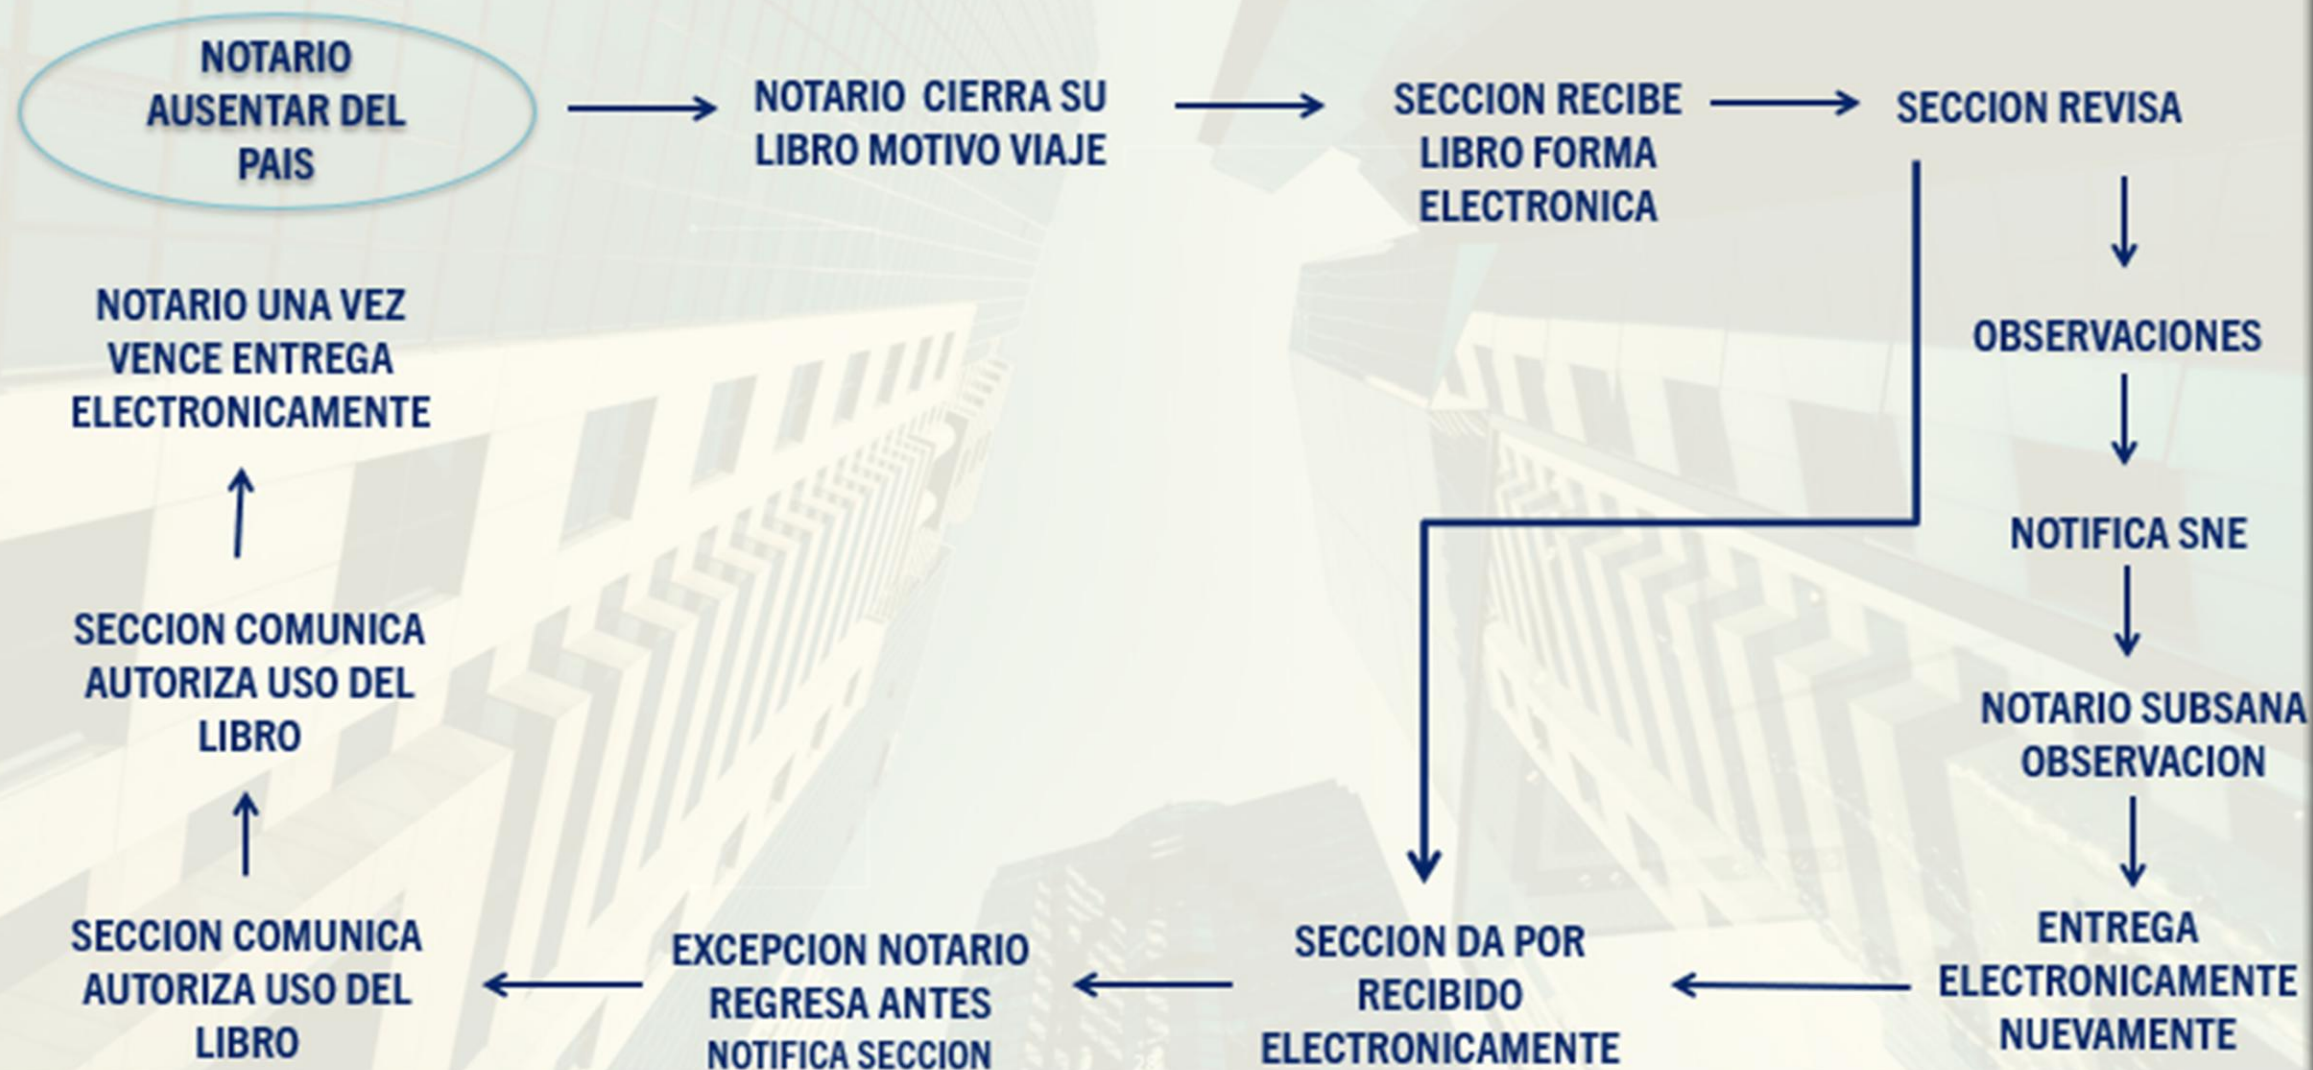 NOTARIO
AUSENTAR DEL
PAIS
NOTARIO CIERRA SU
LIBRO MOTIVO VIAJE
SECCION RECIBE
LIBRO FORMA
ELECTRONICA
SECCION REVISA
OBSERVACIONES
NOTIFICA SNE
NOTARIO SUBSANA
OBSERVACION
ENTREGA
ELECTRONICAMENTE
NUEVAMENTE
SECCION DA POR
RECIBIDO
ELECTRONICAMENTE
EXCEPCION NOTARIO
REGRESA ANTES
NOTIFICA SECCION
SECCION COMUNICA
AUTORIZA USO DEL
LIBRO
SECCION COMUNICA
AUTORIZA USO DEL
LIBRO
NOTARIO UNA VEZ
VENCE ENTREGA
ELECTRONICAMENTE